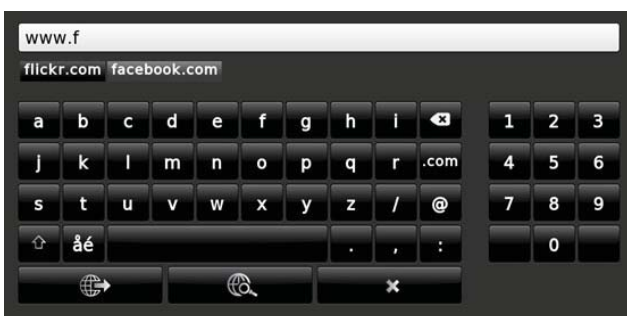 www.f
flickr.com facebook.com
a b c d e f g h i 1 2 3
j k l m n o p q r .com 4 5 6
s t u v w x y z / @ 7 8 9
åé . , : 0